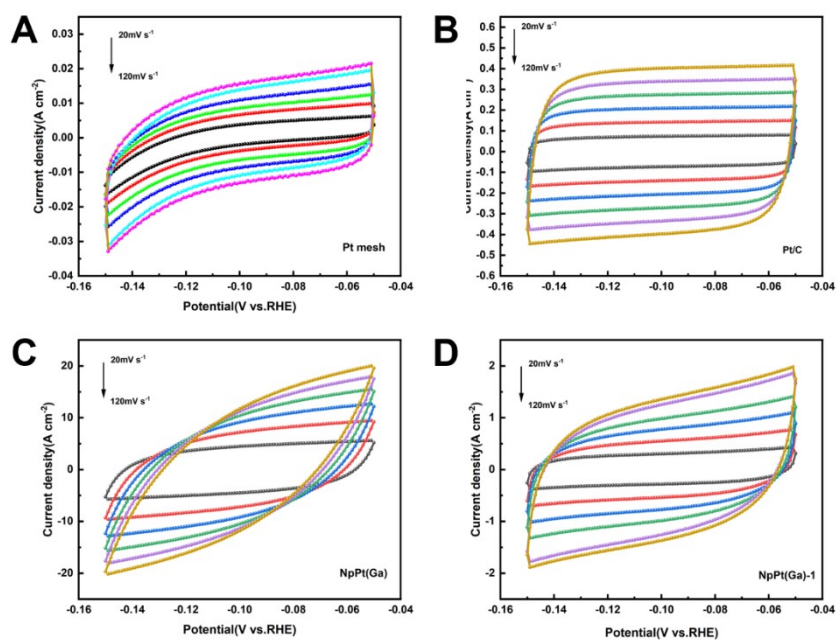 A
0.03
0.02
0.01
0.00
-0.01
-0.02
-0.03
-0.04
20mV s-1
120mV s-1
Pt mesh
Current density(A cm-2)
-0.16 -0.14 -0.12 -0.10 -0.08 -0.06 -0.04
Potential(V vs.RHE)
B
0.6
0.5
0.4
0.3
0.2
0.1
0.0
-0.1
-0.2
-0.3
-0.4
-0.5
-0.6
20mV s-1
120mV s-1
Pt/C
Current density(A cm-2)
-0.16 -0.14 -0.12 -0.10 -0.08 -0.06 -0.04
Potential(V vs.RHE)
C
20
10
0
-10
-20
20mV s-1
120mV s-1
NpPt(Ga)
Current density(A cm-2)
-0.16 -0.14 -0.12 -0.10 -0.08 -0.06 -0.04
Potential(V vs.RHE)
D
2
1
0
-1
-2
20mV s-1
120mV s-1
NpPt(Ga)-1
Current density(A cm-2)
-0.16 -0.14 -0.12 -0.10 -0.08 -0.06 -0.04
Potential(V vs.RHE)